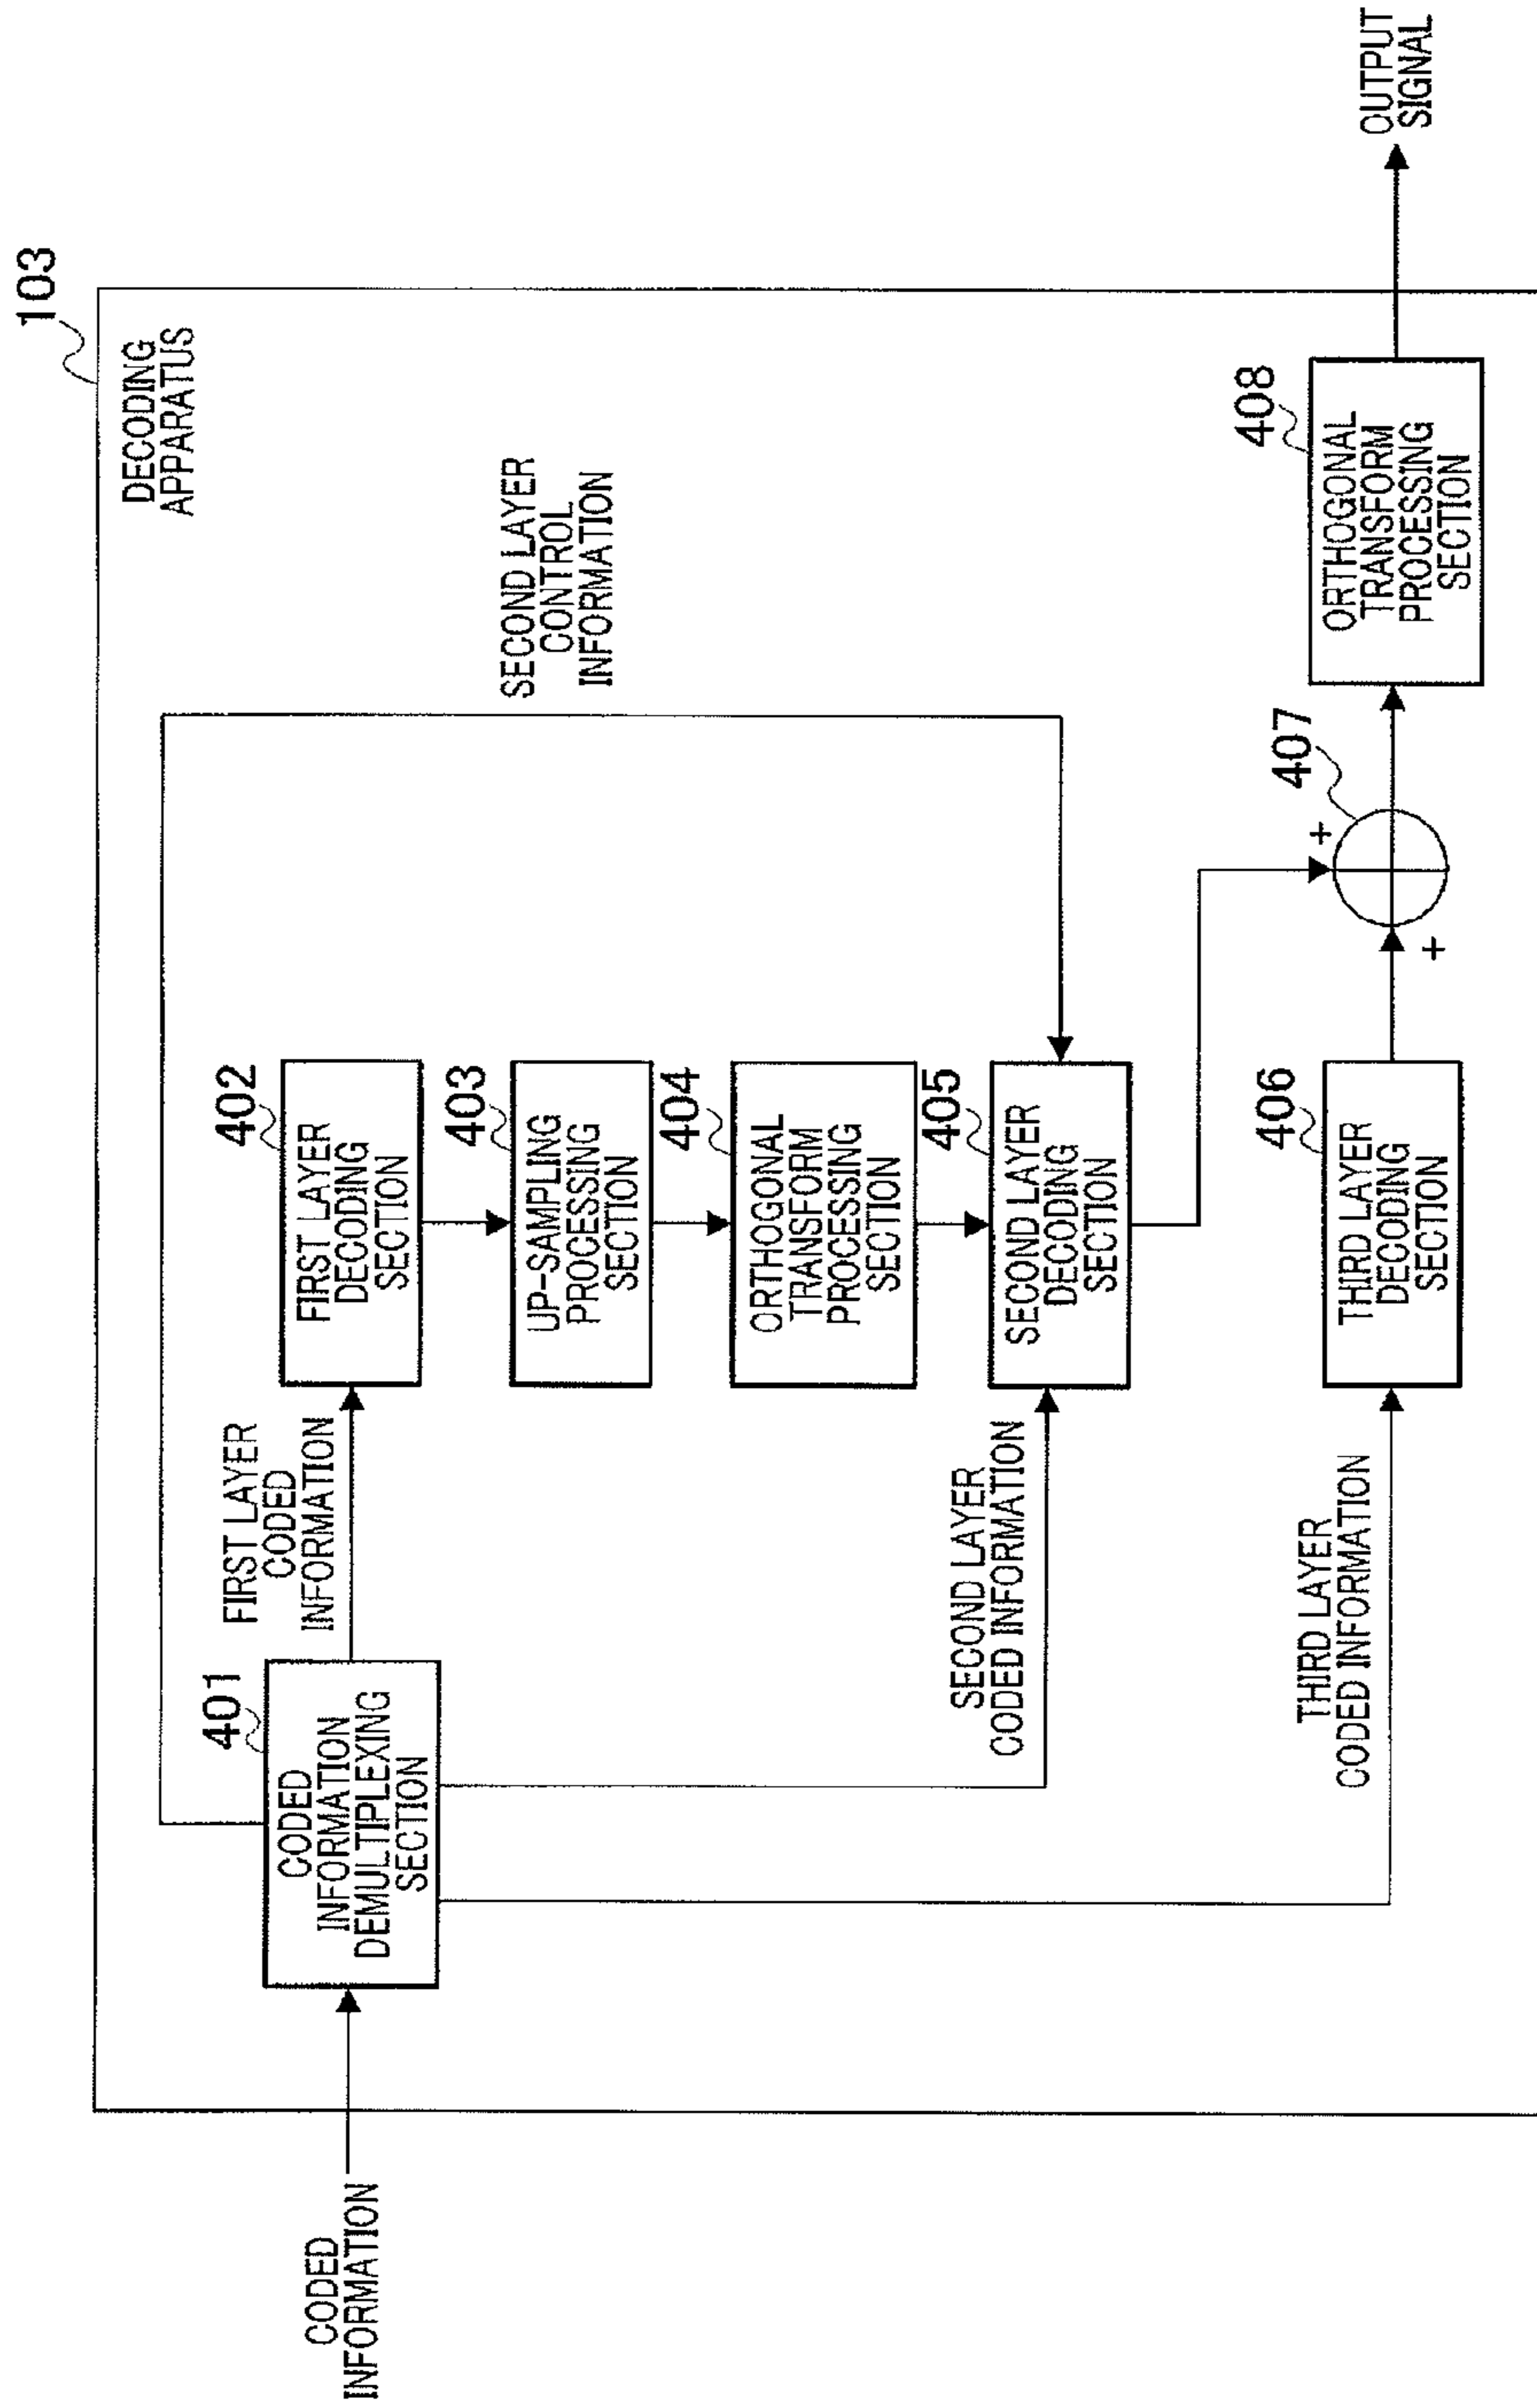 103
DECODING
APPARATUS
SECOND LAYER
CONTROL
INFORMATION
CODED
INFORMATION
401
CODED
INFORMATION
DEMULTIPLEXING
SECTION
FIRST LAYER
CODED
INFORMATION
402
FIRST LAYER
DECODING
SECTION
403
UP-SAMPLING
PROCESSING
SECTION
404
ORTHOGONAL
TRANSFORM
PROCESSING
SECTION
SECOND LAYER
CODED INFORMATION
405
SECOND LAYER
DECODING
SECTION
THIRD LAYER
CODED INFORMATION
406
THIRD LAYER
DECODING
SECTION
407
+
+
408
ORTHOGONAL
TRANSFORM
PROCESSING
SECTION
OUTPUT
SIGNAL